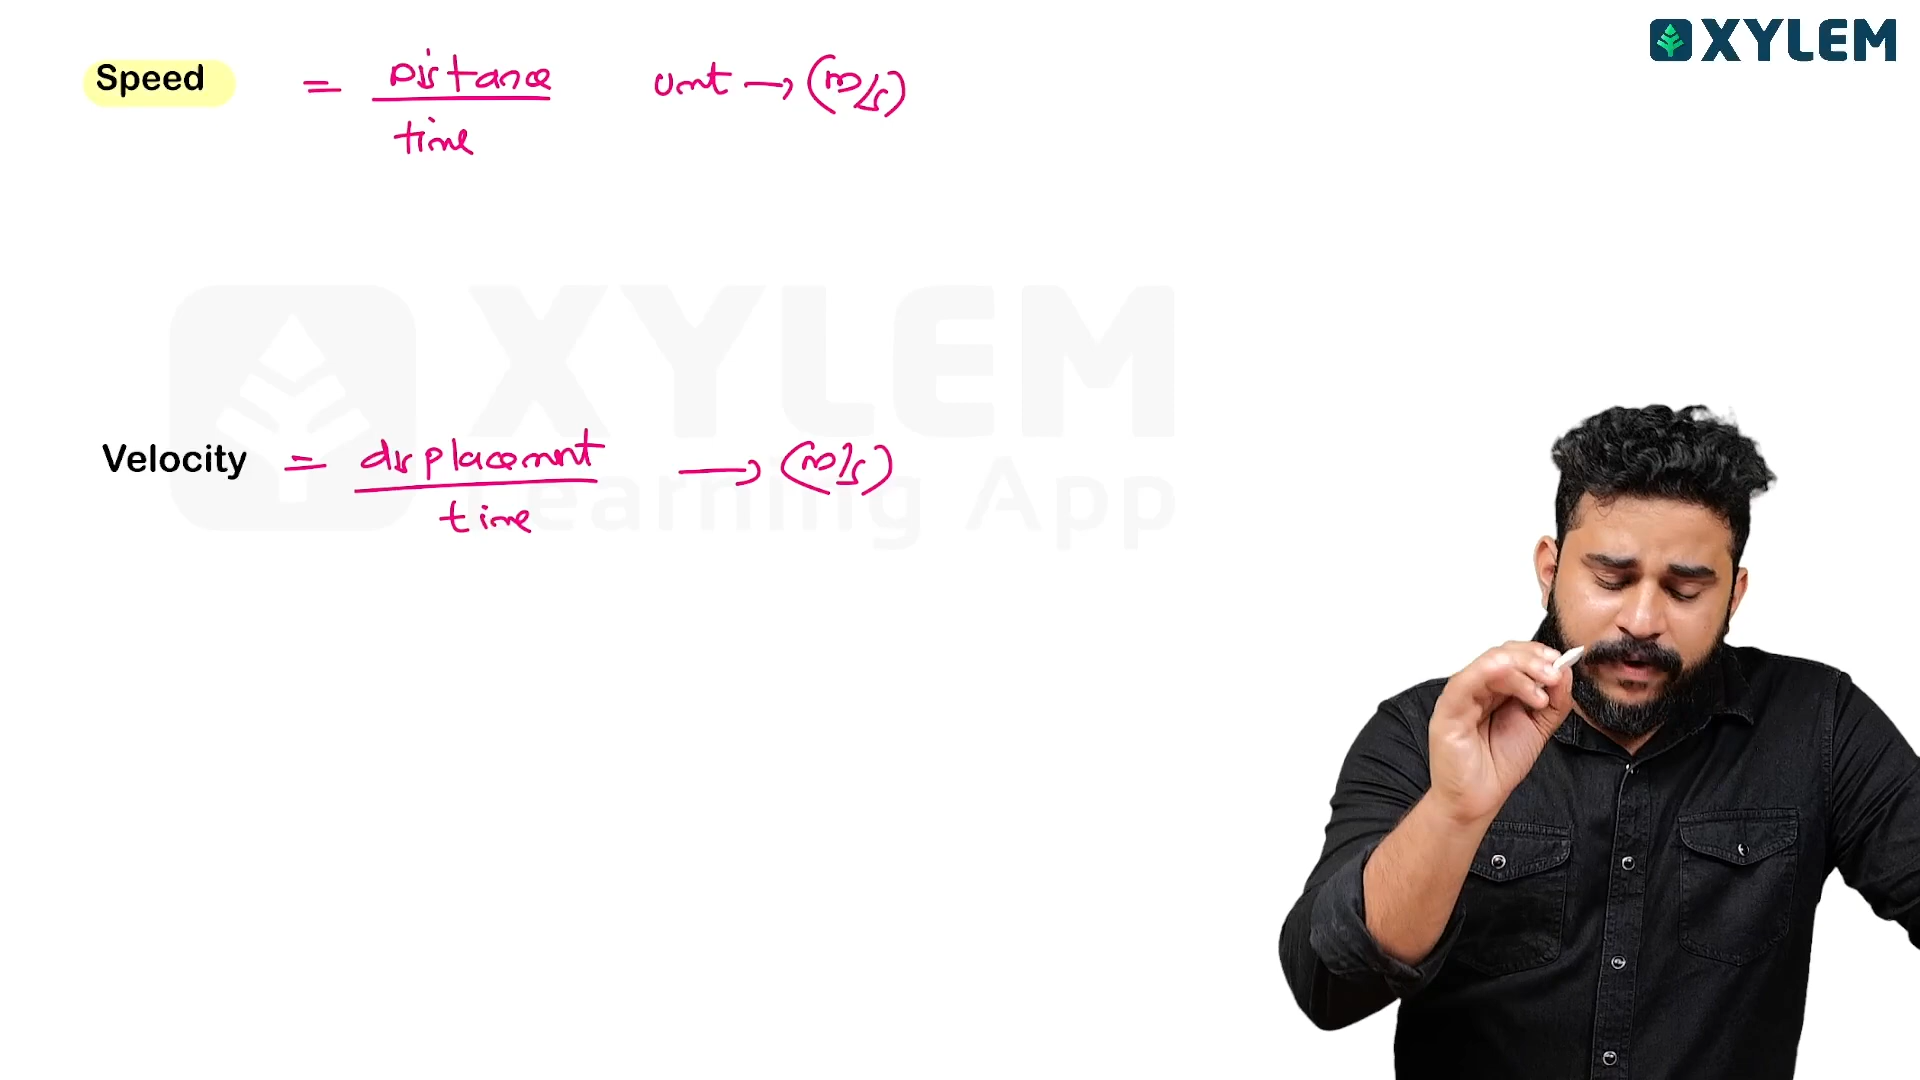 XYLEM
Speed = Distance unit → (m/s)
time
XYLEM
Learning App
Velocity = displacement → (m/s)
time